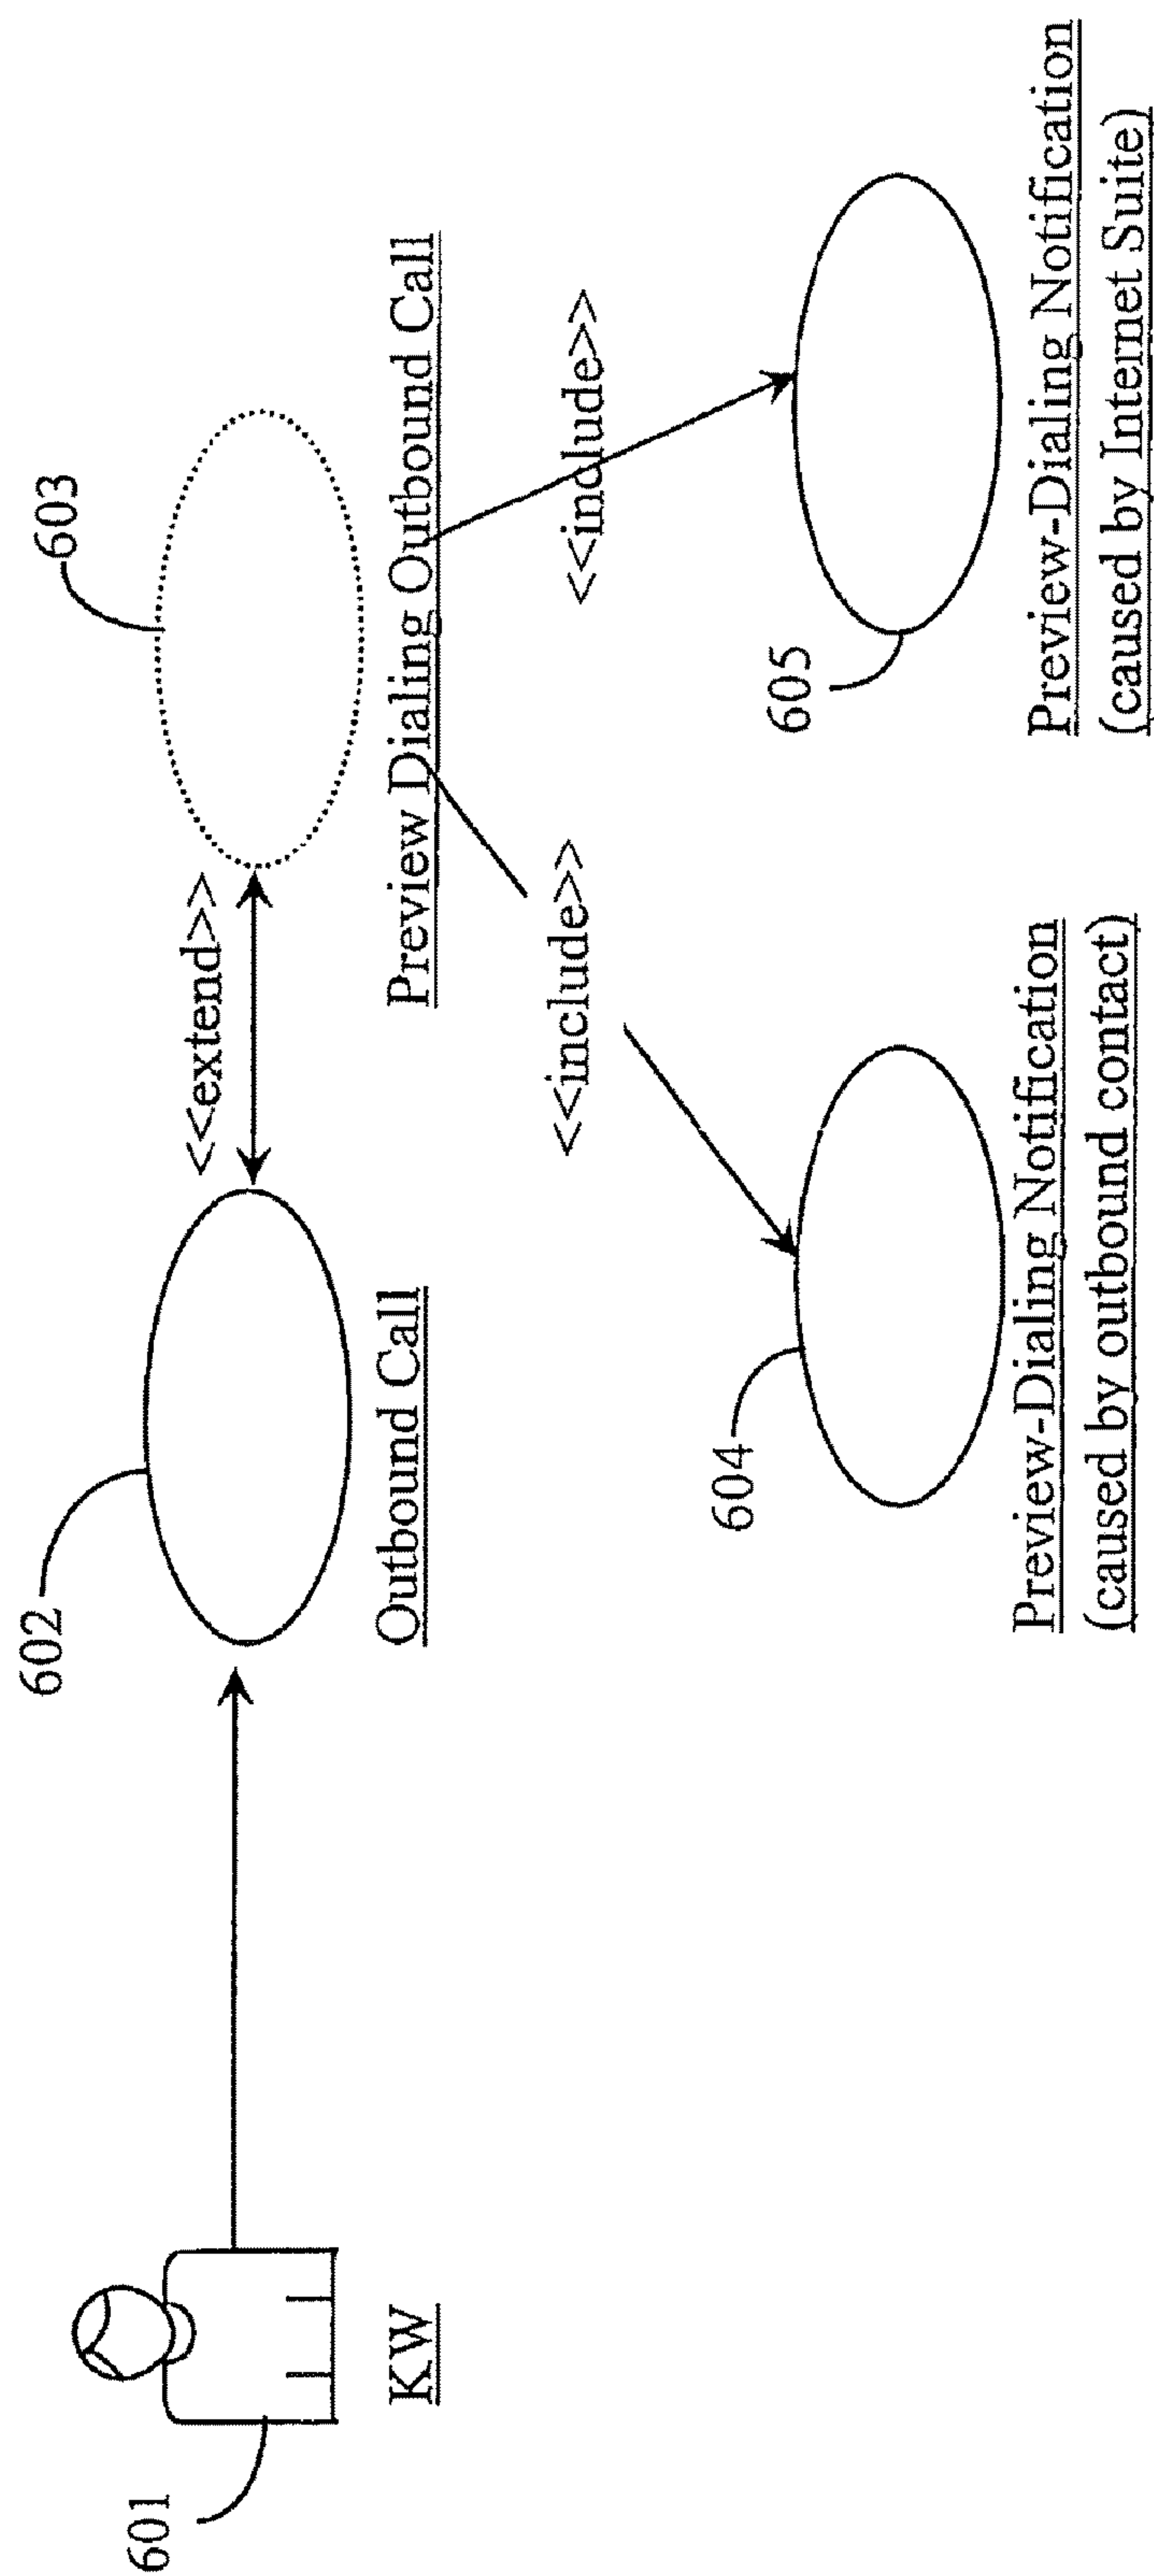 603
602
<<extend>>
601
KW
Outbound Call
Preview Dialing Outbound Call
<<include>>
<<include>>
604
605
Preview-Dialing Notification
(caused by outbound contact)
Preview-Dialing Notification
(caused by Internet Suite)